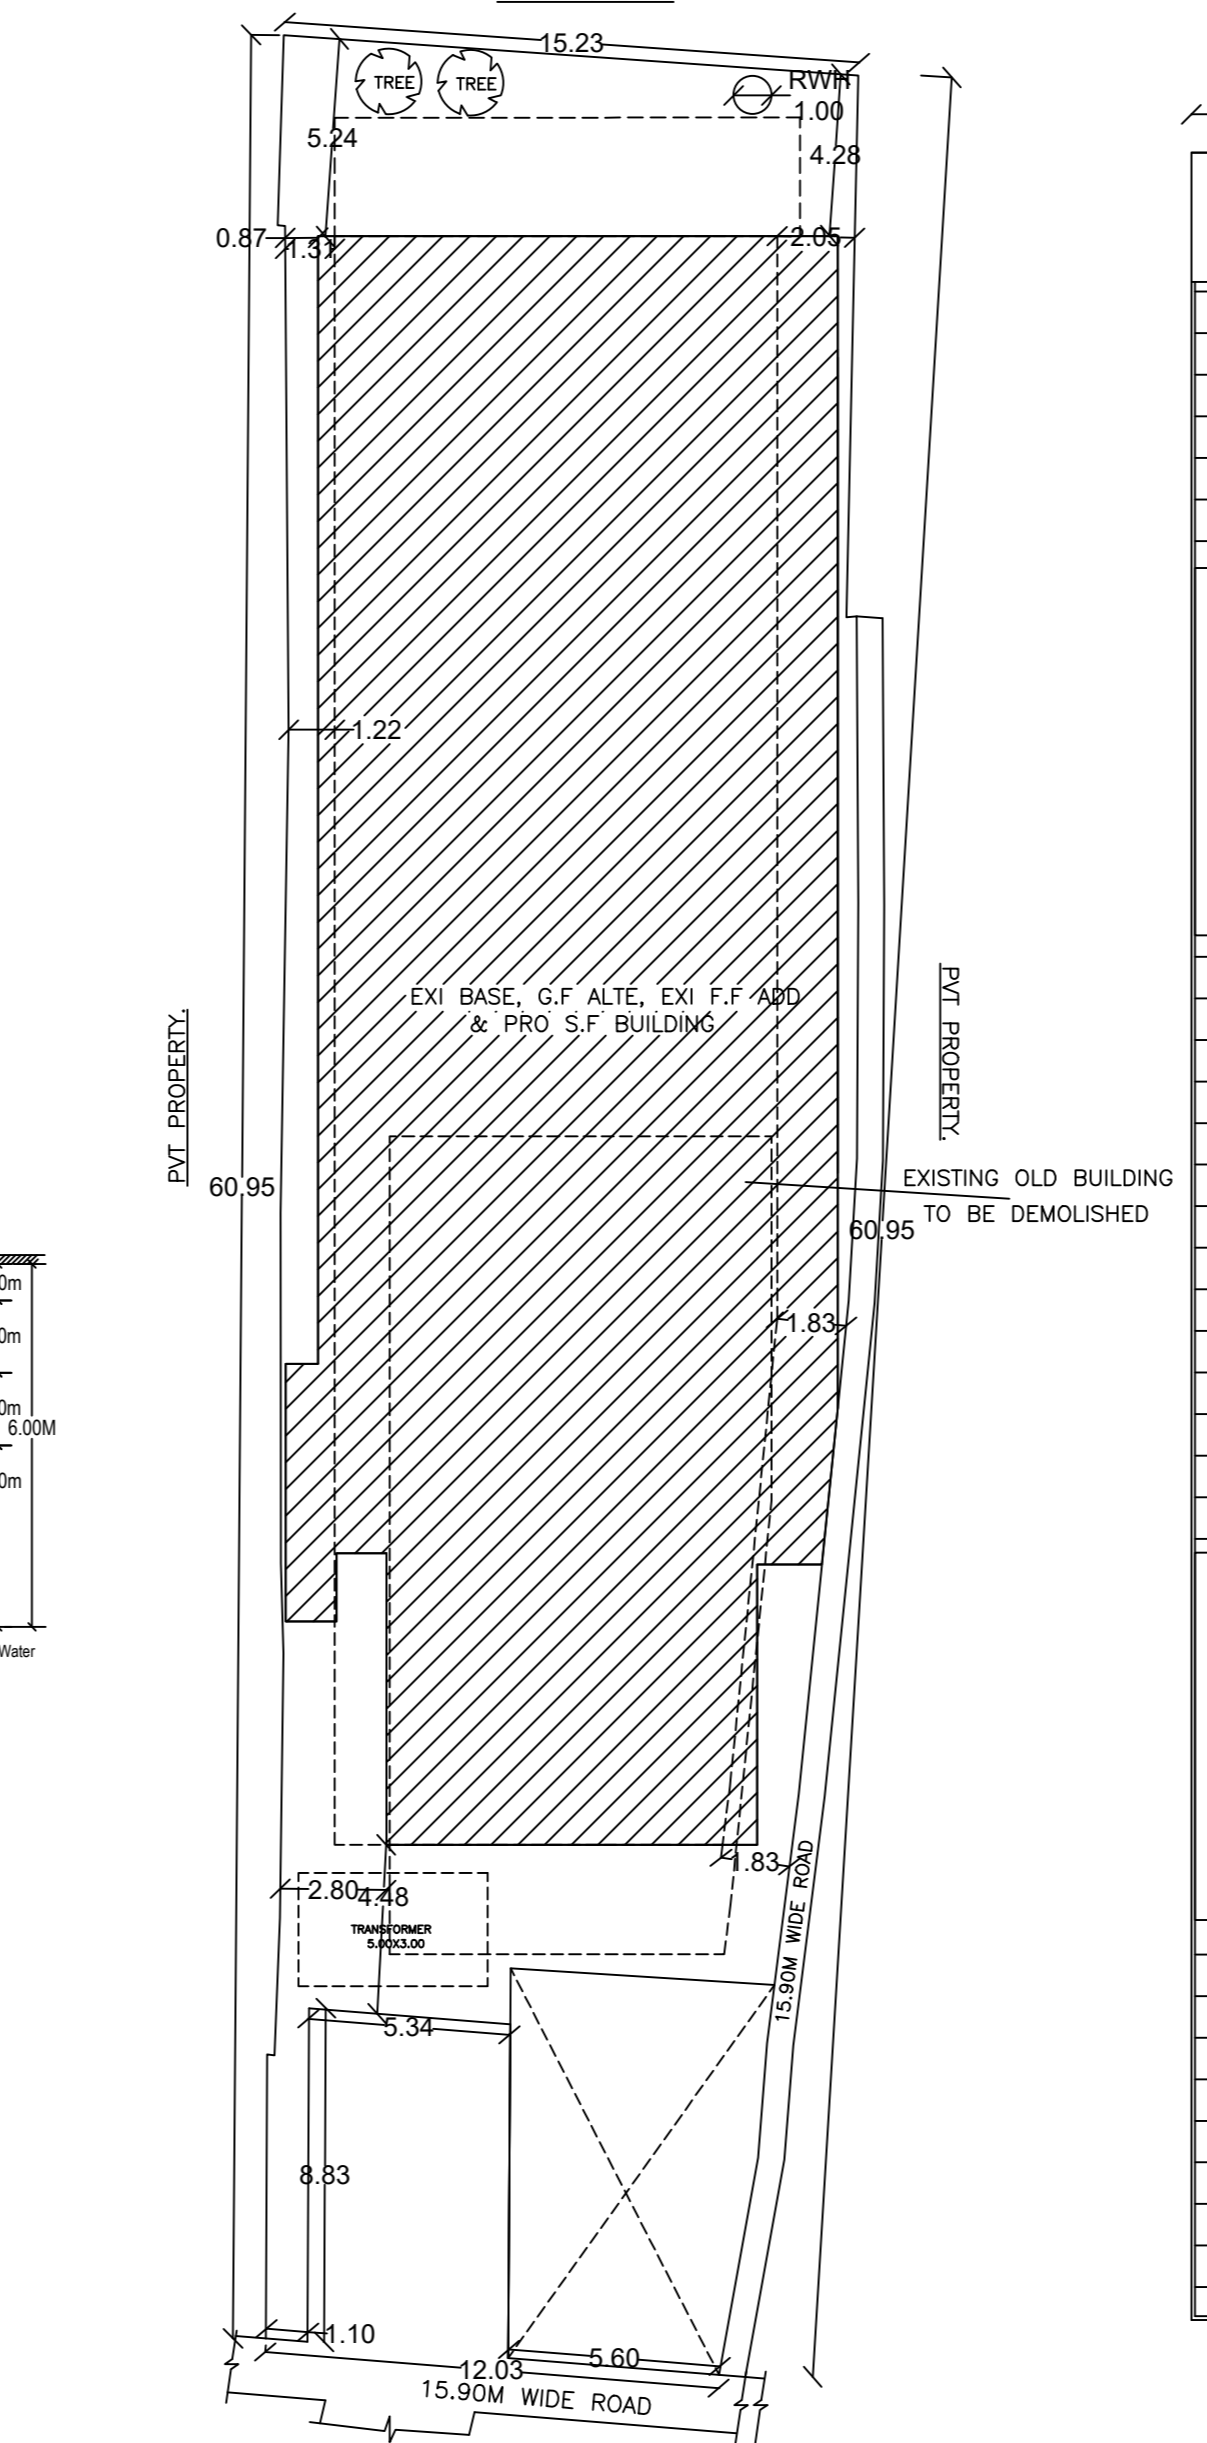 15.23
TREE
TREE
RWH
1.00
5.24
4.28
0.87
1.31
2.05
1.22
EXI BASE, G.F ALTE, EXI F.F ADD
& PRO S.F BUILDING
PVT PROPERTY.
PVT PROPERTY.
60.95
EXISTING OLD BUILDING
TO BE DEMOLISHED
60.95
0m
0m
1.83
0m
6.00M
0m
Water
1.83
2.80
4.48
TRANSFORMER
5.00X3.00
15.90M WIDE ROAD
5.34
8.83
1.10
5.60
12.03
15.90M WIDE ROAD